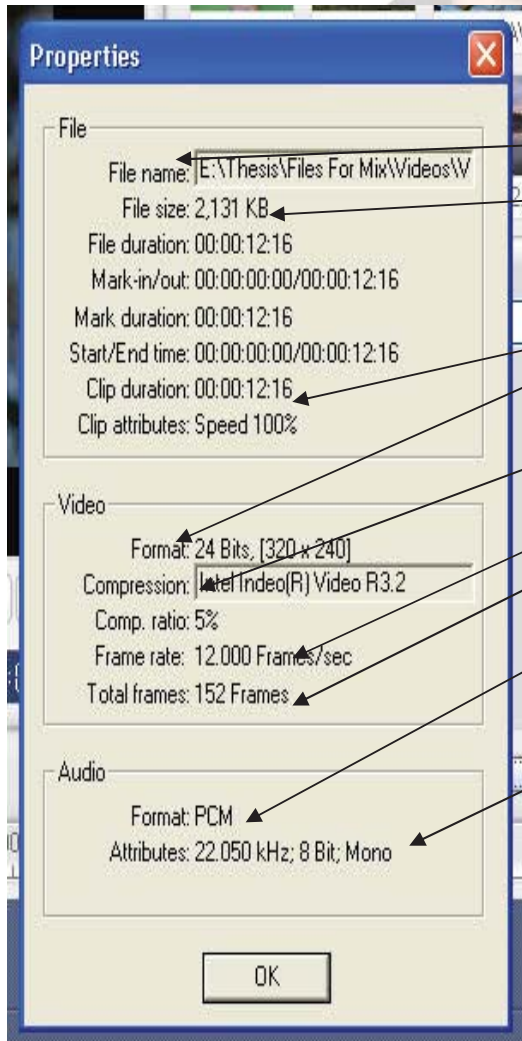 Properties
File
File name: E:\Thesis\Files For Mix\Videos\V
File size: 2,131 KB
File duration: 00:00:12:16
Mark-in/out: 00:00:00:00/00:00:12:16
Mark duration: 00:00:12:16
Start/End time: 00:00:00:00/00:00:12:16
Clip duration: 00:00:12:16
Clip attributes: Speed 100%
Video
Format: 24 Bits, [320 x 240]
Compression: Intel Indeo(R) Video R3.2
Comp. ratio: 5%
Frame rate: 12.000 Frames/sec
Total frames: 152 Frames
Audio
Format: PCM
Attributes: 22.050 kHz; 8 Bit; Mono
OK